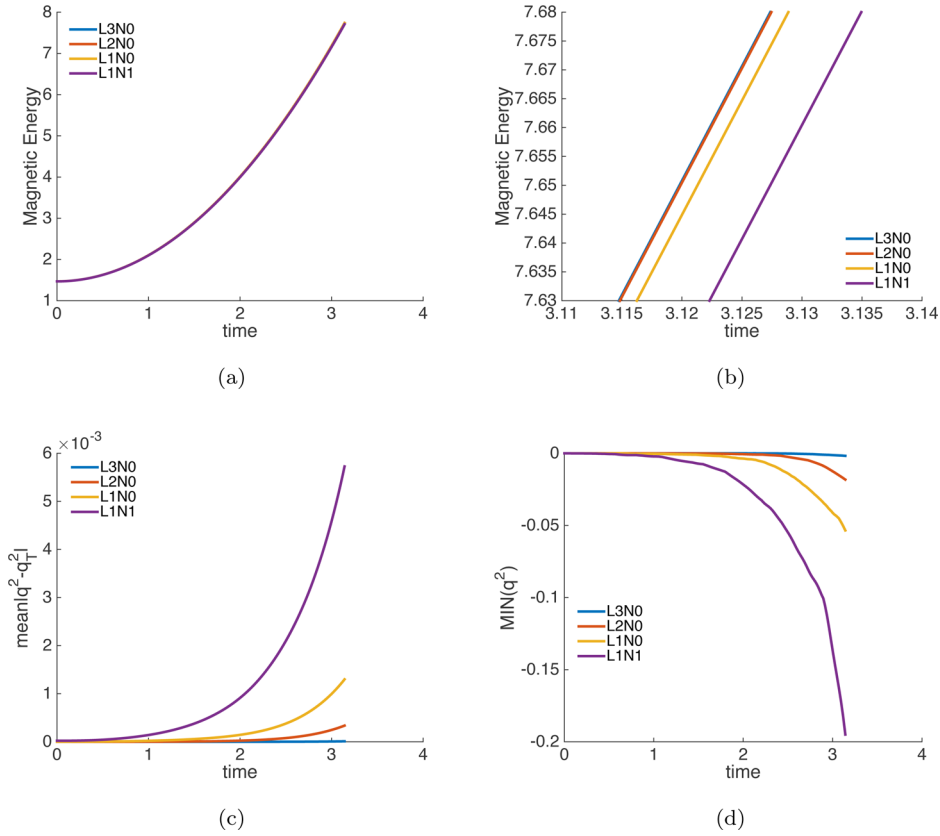 8
7
6
5
4
3
2
1
0
1
2
3
4
Magnetic Energy
time
L3N0
L2N0
L1N0
L1N1
(a)
7.68
7.675
7.67
7.665
7.66
7.655
7.65
7.645
7.64
7.635
7.63
3.11
3.115
3.12
3.125
3.13
3.135
3.14
Magnetic Energy
time
L3N0
L2N0
L1N0
L1N1
(b)
×10⁻³
6
5
4
3
2
1
0
0
1
2
3
4
mean|q²-q²_T|
time
L3N0
L2N0
L1N0
L1N1
(c)
0
-0.05
-0.1
-0.15
-0.2
0
1
2
3
4
MIN(q²)
time
L3N0
L2N0
L1N0
L1N1
(d)